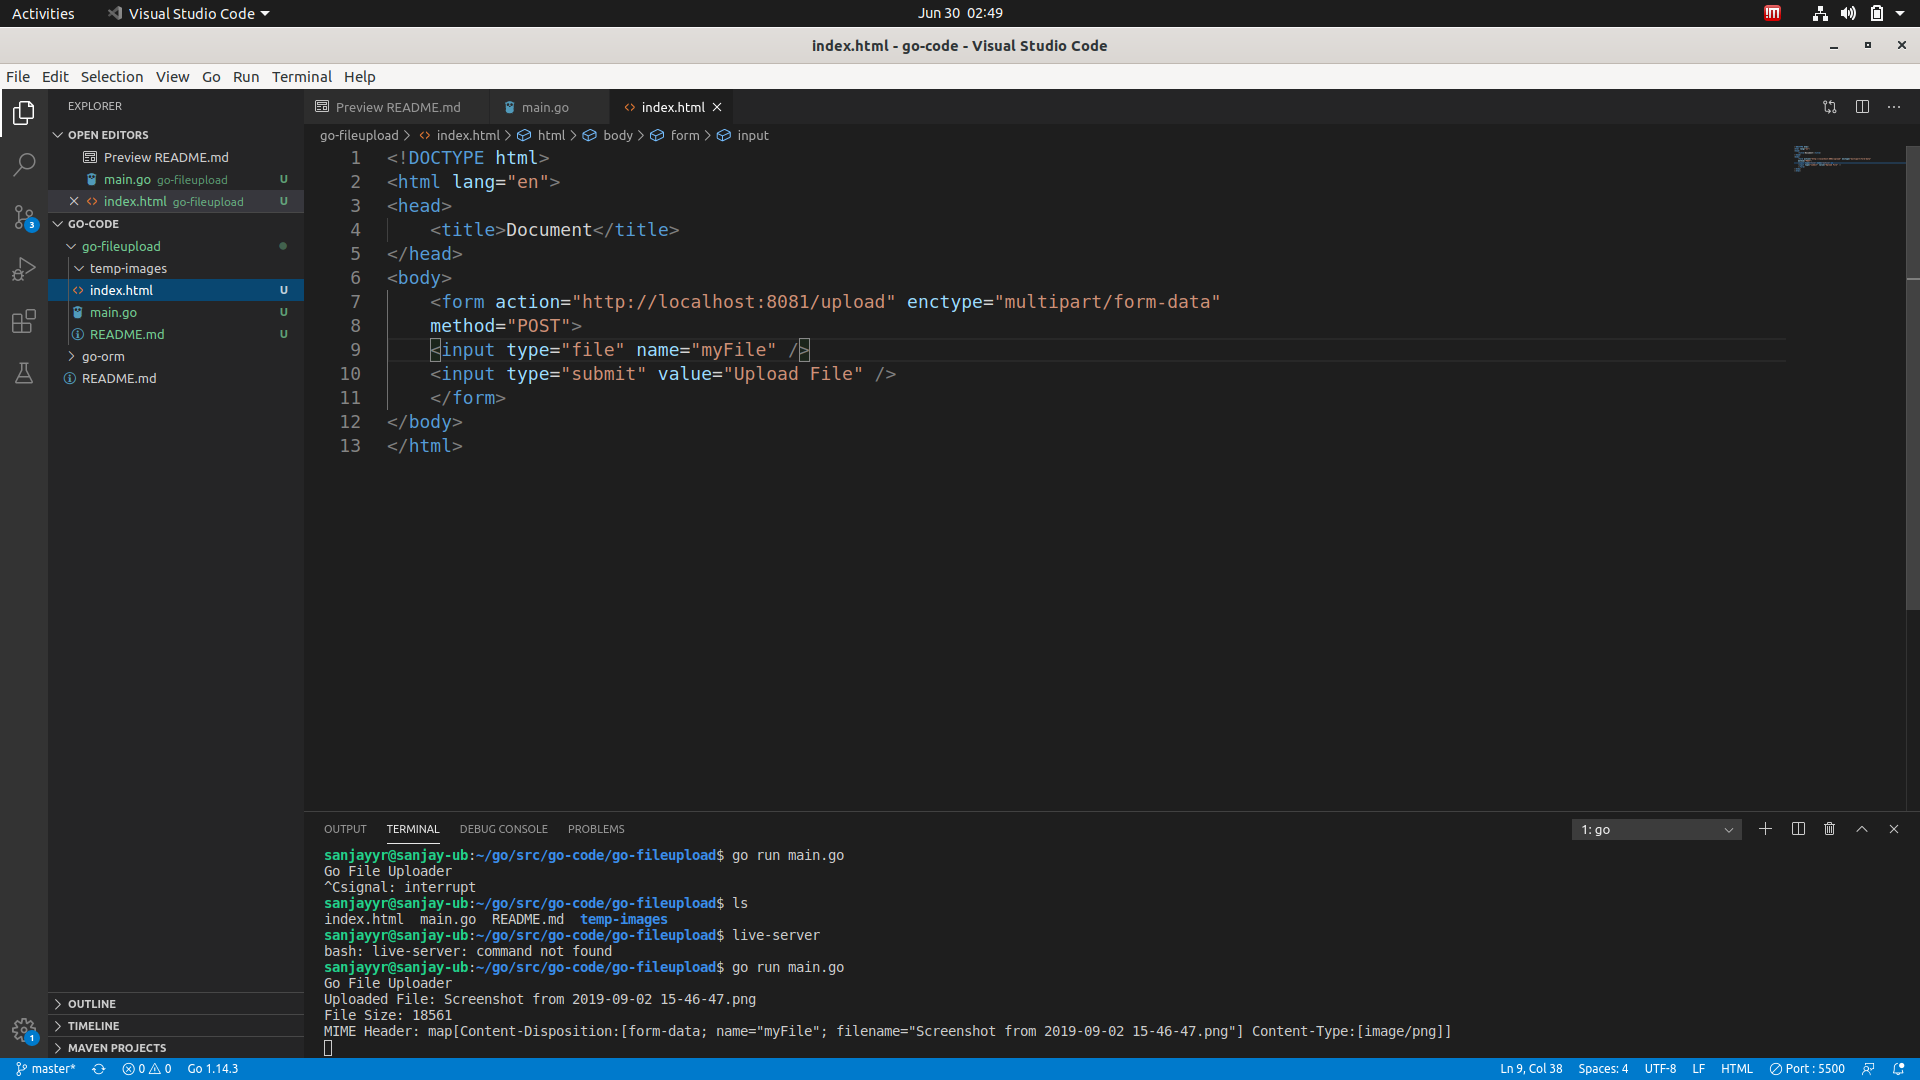 Activities Visual Studio Code Jun 30 02:49
index.html - go-code - Visual Studio Code
File Edit Selection View Go Run Terminal Help
EXPLORER
OPEN EDITORS
Preview README.md
main.go go-fileupload U
index.html go-fileupload U
GO-CODE
go-fileupload
temp-images
index.html U
main.go U
README.md U
go-orm
README.md
OUTLINE
TIMELINE
MAVEN PROJECTS
3
1
Preview README.md main.go index.html
go-fileupload > index.html > html > body > form > input
1 <!DOCTYPE html>
2 <html lang="en">
3 <head>
4 <title>Document</title>
5 </head>
6 <body>
7 <form action="http://localhost:8081/upload" enctype="multipart/form-data"
8 method="POST">
9 <input type="file" name="myFile" />
10 <input type="submit" value="Upload File" />
11 </form>
12 </body>
13 </html>
OUTPUT TERMINAL DEBUG CONSOLE PROBLEMS 1: go
sanjayyr@sanjay-ub:~/go/src/go-code/go-fileupload$ go run main.go
Go File Uploader
^Csignal: interrupt
sanjayyr@sanjay-ub:~/go/src/go-code/go-fileupload$ ls
index.html main.go README.md temp-images
sanjayyr@sanjay-ub:~/go/src/go-code/go-fileupload$ live-server
bash: live-server: command not found
sanjayyr@sanjay-ub:~/go/src/go-code/go-fileupload$ go run main.go
Go File Uploader
Uploaded File: Screenshot from 2019-09-02 15-46-47.png
File Size: 18561
MIME Header: map[Content-Disposition:[form-data; name="myFile"; filename="Screenshot from 2019-09-02 15-46-47.png"] Content-Type:[image/png]]
master* 0 0 Go 1.14.3 Ln 9, Col 38 Spaces: 4 UTF-8 LF HTML Port : 5500